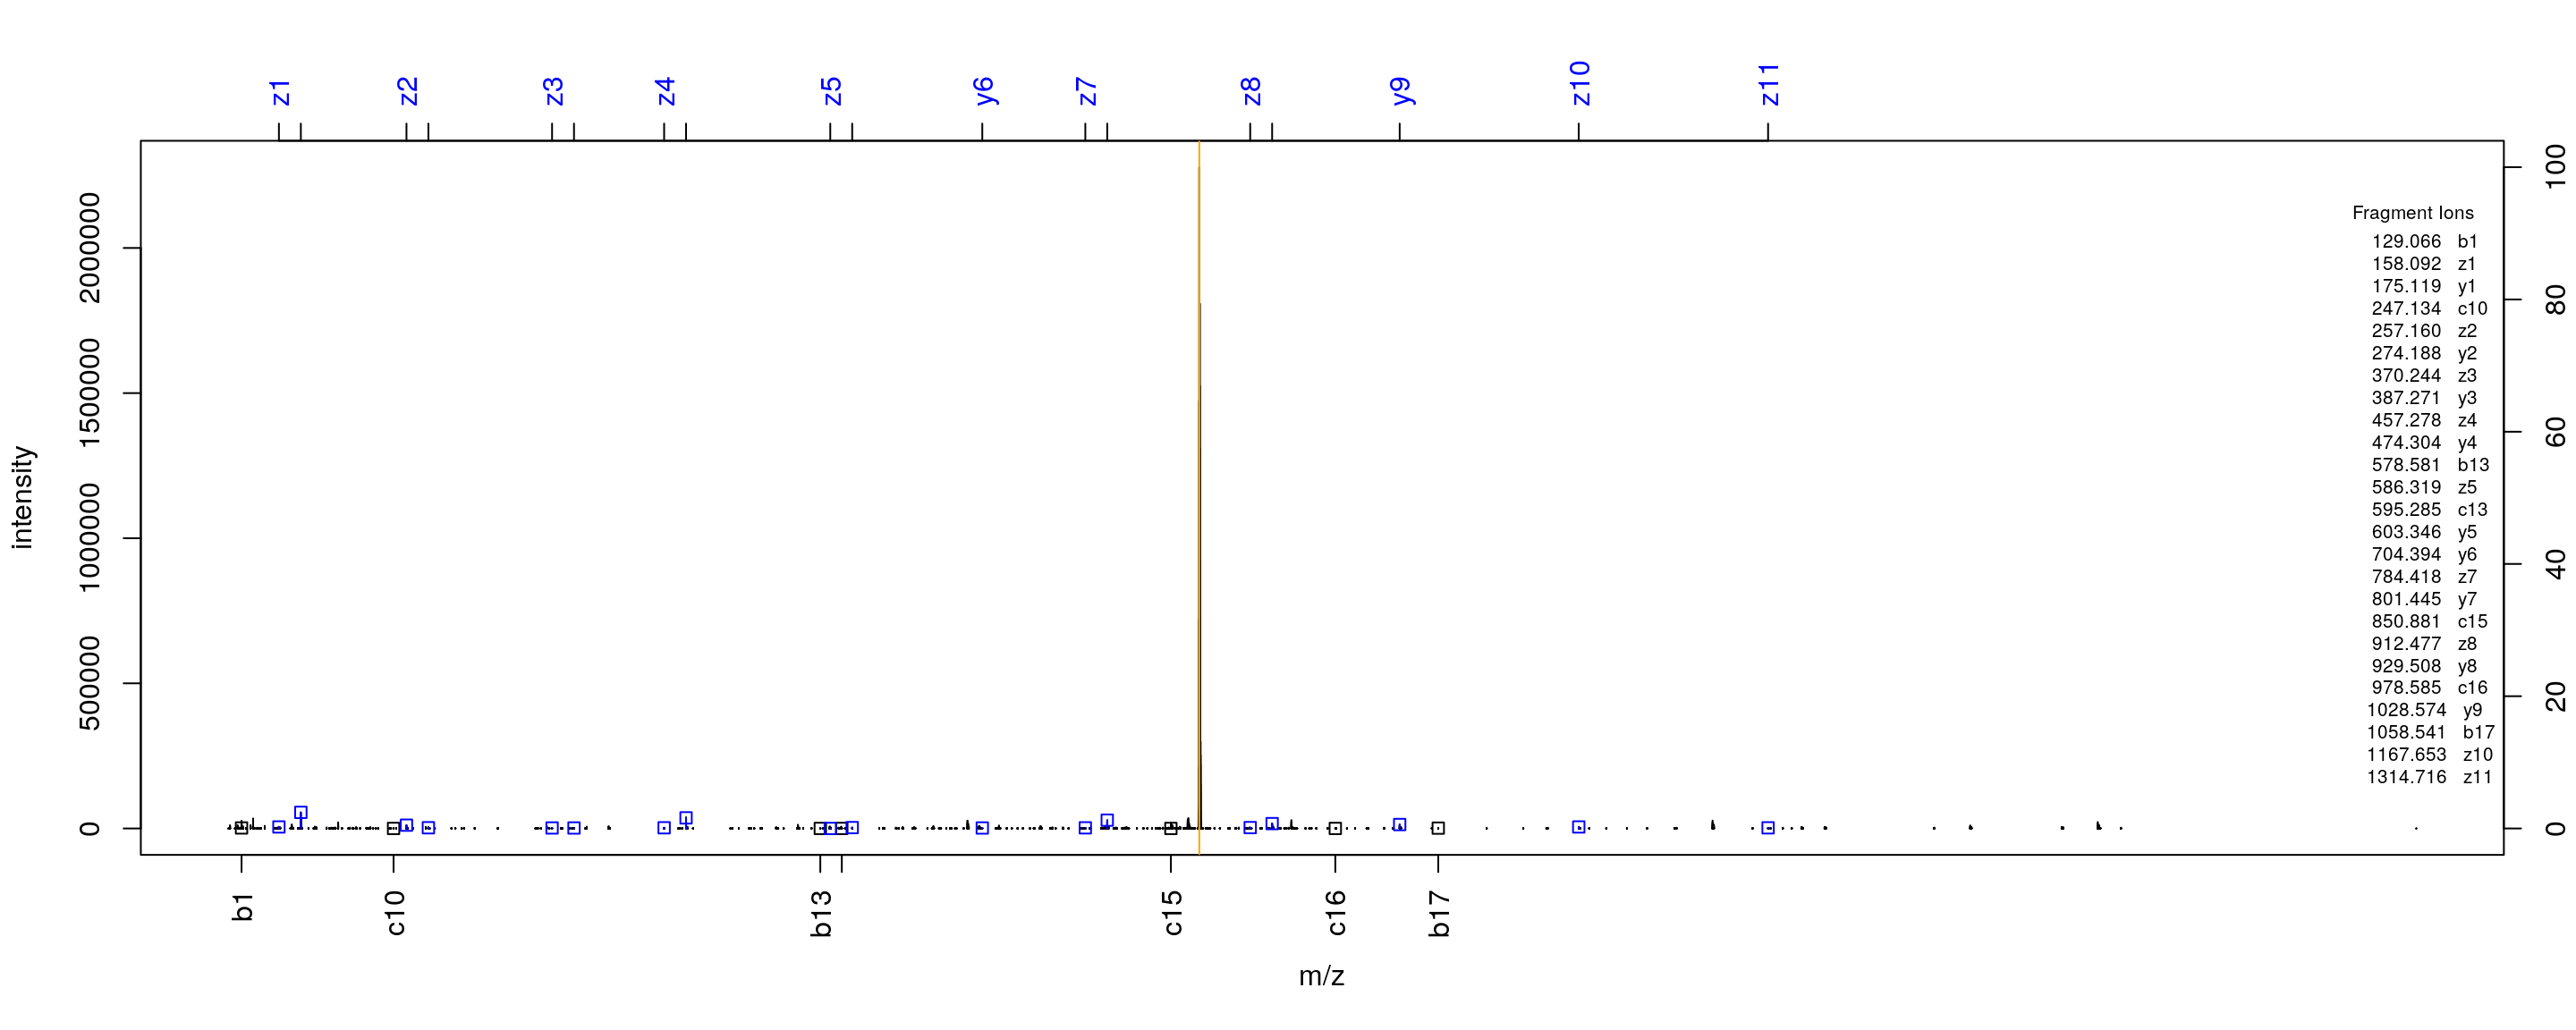 z1 z2 z3 z4 z5 y6 z7 z8 y9 z10 z11
intensity
0 500000 1000000 1500000 2000000
0 20 40 60 80 100
Fragment Ions
129.066 b1
158.092 z1
175.119 y1
247.134 c10
257.160 z2
274.188 y2
370.244 z3
387.271 y3
457.278 z4
474.304 y4
578.581 b13
586.319 z5
595.285 c13
603.346 y5
704.394 y6
784.418 z7
801.445 y7
850.881 c15
912.477 z8
929.508 y8
978.585 c16
1028.574 y9
1058.541 b17
1167.653 z10
1314.716 z11
b1 c10 b13 c15 c16 b17
m/z